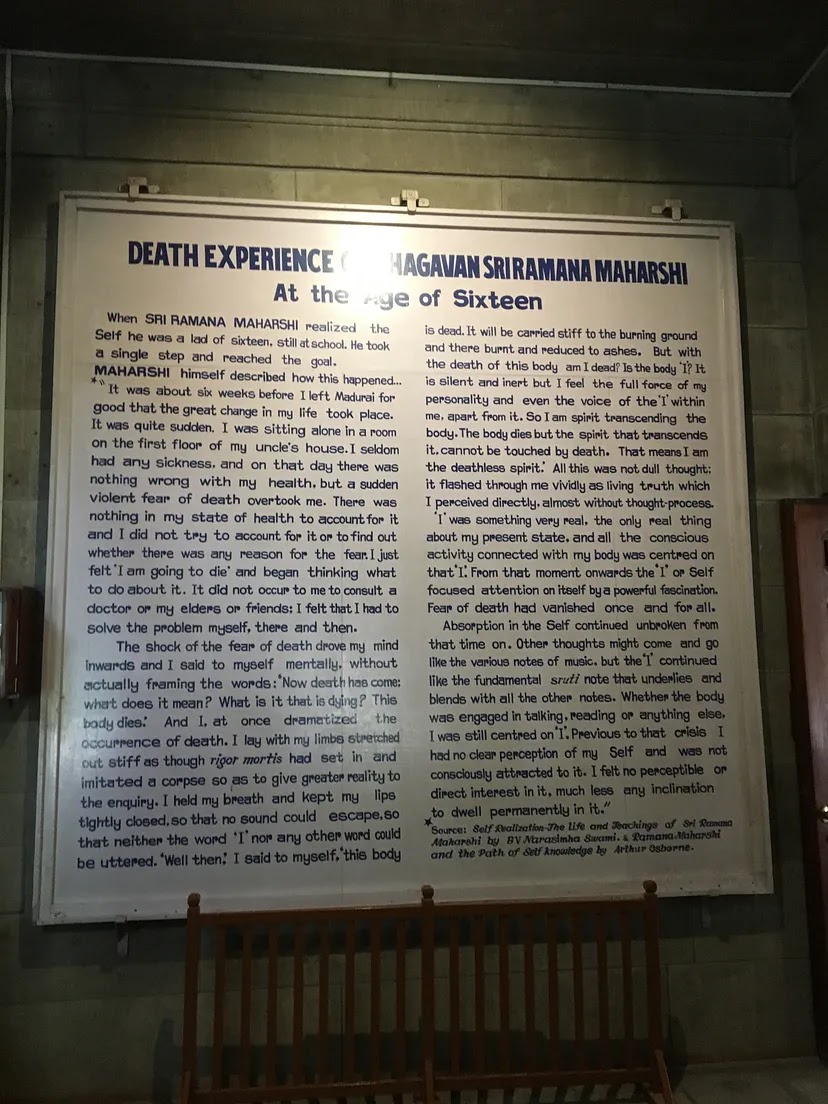 DEATH EXPERIENCE HAGAVAN SRI RAMANA MAHARSHI
At the Age of Sixteen
When SRI RAMANA MAHARSHI realized the
Self he was a lad of sixteen, still at school. He took
a single step and reached the goal.
MAHARSHI himself described how this happened...
*"It was about six weeks before I left Madurai for
good that the great change in my life took place.
It was quite sudden. I was sitting alone in a room
on the first floor of my uncle's house. I seldom
had any sickness, and on that day there was
nothing wrong with my health, but a sudden
violent fear of death overtook me. There was
nothing in my state of health to account for it
and I did not try to account for it or to find out
whether there was any reason for the fear. I just
felt 'I am going to die' and began thinking what
to do about it. It did not occur to me to consult a
doctor or my elders or friends; I felt that I had to
solve the problem myself, there and then.
The shock of the fear of death drove my mind
inwards and I said to myself mentally, without
actually framing the words: 'Now death has come;
what does it mean? What is it that is dying? This
body dies.' And I, at once dramatized the
occurrence of death. I lay with my limbs stretched
out stiff as though rigor mortis had set in and
imitated a corpse so as to give greater reality to
the enquiry. I held my breath and kept my lips
tightly closed, so that no sound could escape, so
that neither the word 'I' nor any other word could
be uttered. 'Well then,' I said to myself, 'this body
is dead. It will be carried stiff to the burning ground
and there burnt and reduced to ashes. But with
the death of this body am I dead? Is the body 'I'? It
is silent and inert but I feel the full force of my
personality and even the voice of the 'I' within
me, apart from it. So I am spirit transcending the
body. The body dies but the spirit that transcends
it, cannot be touched by death. That means I am
the deathless spirit.' All this was not dull thought;
it flashed through me vividly as living truth which
I perceived directly, almost without thought-process.
'I' was something very real, the only real thing
about my present state, and all the conscious
activity connected with my body was centred on
that 'I'. From that moment onwards the 'I' or Self
focused attention on itself by a powerful fascination.
Fear of death had vanished once and for all.
Absorption in the Self continued unbroken from
that time on. Other thoughts might come and go
like the various notes of music, but the 'I' continued
like the fundamental sruti note that underlies and
blends with all the other notes. Whether the body
was engaged in talking, reading or anything else,
I was still centred on 'I'. Previous to that crisis I
had no clear perception of my Self and was not
consciously attracted to it. I felt no perceptible or
direct interest in it, much less any inclination
to dwell permanently in it."
*Source: Self Realization-The Life and Teachings of Sri Ramana
Maharshi by BV Narasimha Swami, & Ramana Maharshi
and the Path of Self knowledge by Arthur Osborne.